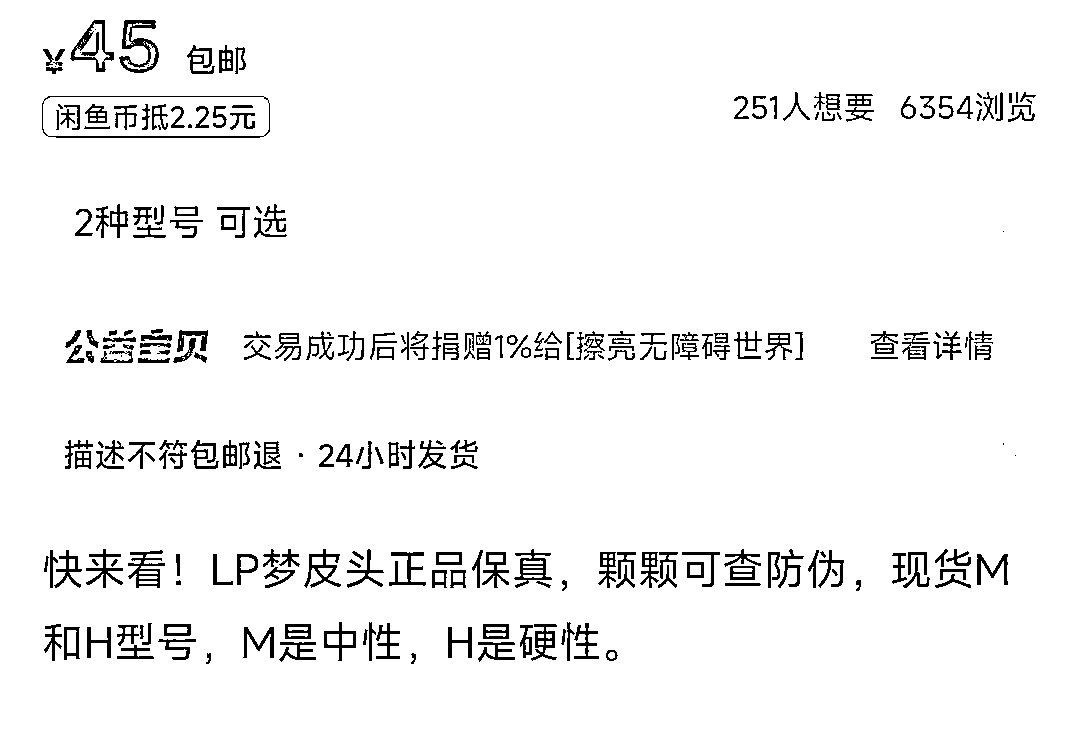 ¥45 包邮
闲鱼币抵2.25元
251人想要 6354浏览
2种型号 可选
公益宝贝 交易成功后将捐赠1%给[擦亮无障碍世界] 查看详情
描述不符包邮退 · 24小时发货
快来看！LP梦皮头正品保真，颗颗可查防伪，现货M
和H型号，M是中性，H是硬性。